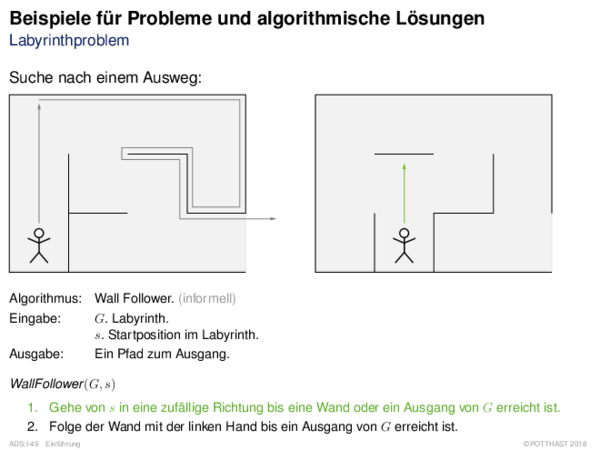 Beispiele für Probleme und algorithmische Lösungen
Labyrinthproblem
Suche nach einem Ausweg:
Algorithmus: Wall Follower. (informell)
Eingabe: G. Labyrinth.
s. Startposition im Labyrinth.
Ausgabe: Ein Pfad zum Ausgang.
WallFollower(G, s)
1. Gehe von s in eine zufällige Richtung bis eine Wand oder ein Ausgang von G erreicht ist.
2. Folge der Wand mit der linken Hand bis ein Ausgang von G erreicht ist.
ADS:I-49 Einführung ©POTTHAST 2018